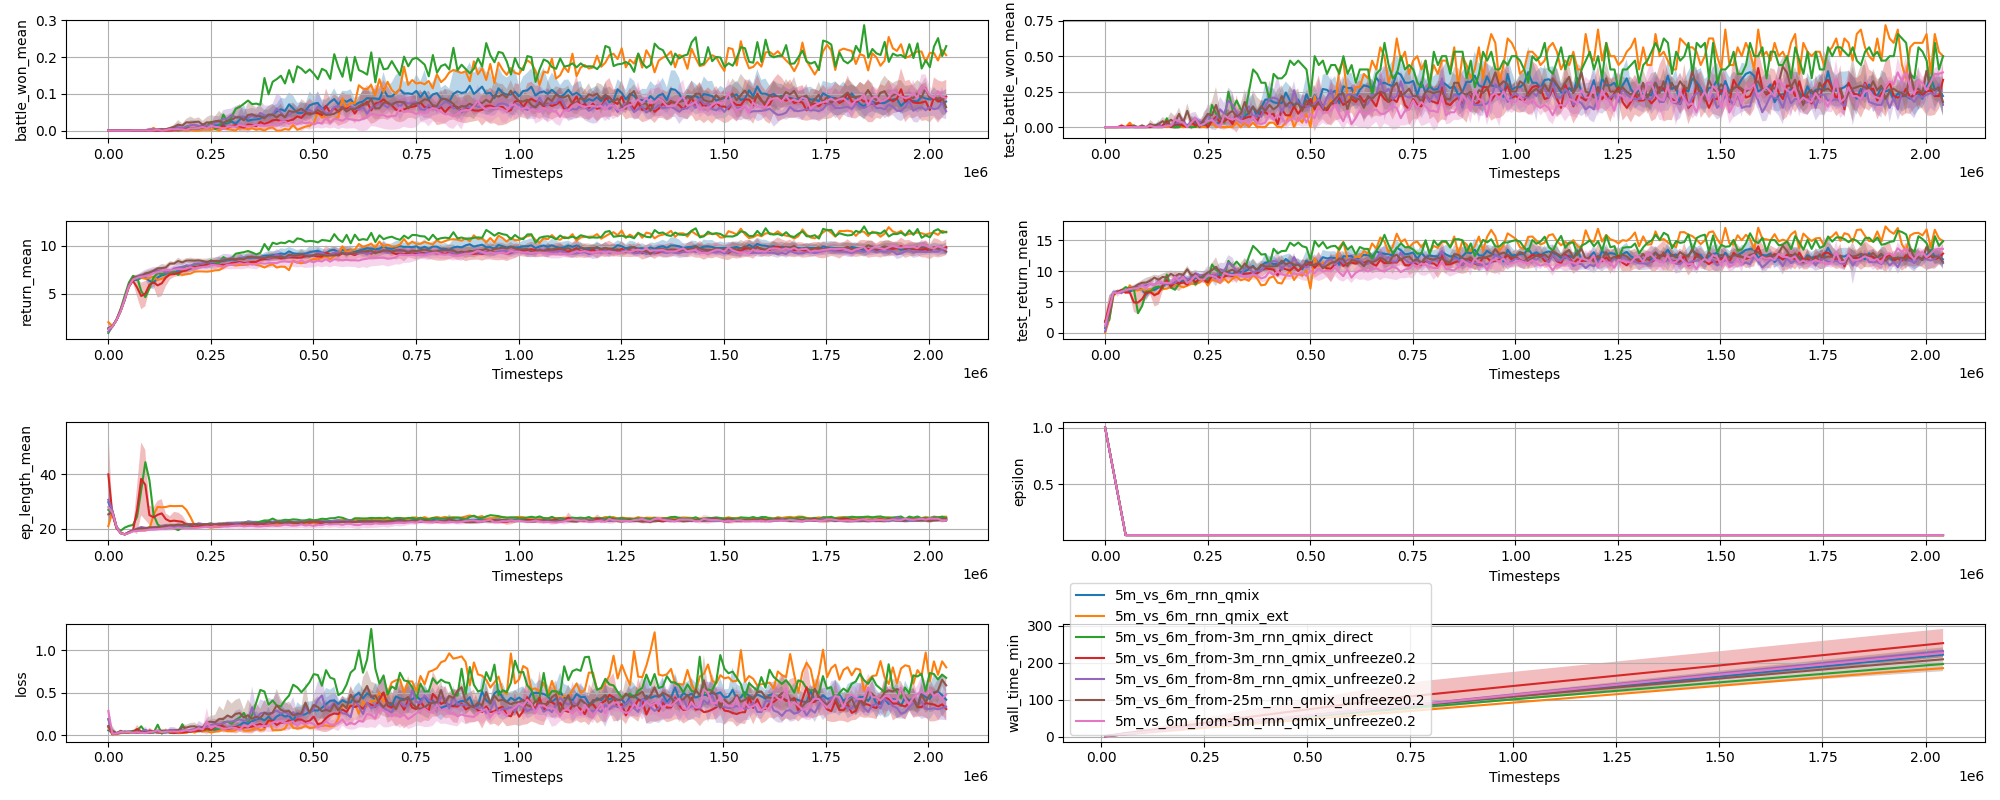 battle_won_mean
0.3
0.2
0.1
0.0
0.00 0.25 0.50 0.75 1.00 1.25 1.50 1.75 2.00
Timesteps
1e6
test_battle_won_mean
0.75
0.50
0.25
0.00
0.00 0.25 0.50 0.75 1.00 1.25 1.50 1.75 2.00
Timesteps
1e6
return_mean
10
5
0.00 0.25 0.50 0.75 1.00 1.25 1.50 1.75 2.00
Timesteps
1e6
test_return_mean
15
10
5
0
0.00 0.25 0.50 0.75 1.00 1.25 1.50 1.75 2.00
Timesteps
1e6
ep_length_mean
40
20
0.00 0.25 0.50 0.75 1.00 1.25 1.50 1.75 2.00
Timesteps
1e6
epsilon
1.0
0.5
0.00 0.25 0.50 0.75 1.00 1.25 1.50 1.75 2.00
Timesteps
1e6
loss
1.0
0.5
0.0
0.00 0.25 0.50 0.75 1.00 1.25 1.50 1.75 2.00
Timesteps
1e6
wall_time_min
300
200
100
0
5m_vs_6m_rnn_qmix
5m_vs_6m_rnn_qmix_ext
5m_vs_6m_from-3m_rnn_qmix_direct
5m_vs_6m_from-3m_rnn_qmix_unfreeze0.2
5m_vs_6m_from-8m_rnn_qmix_unfreeze0.2
5m_vs_6m_from-25m_rnn_qmix_unfreeze0.2
5m_vs_6m_from-5m_rnn_qmix_unfreeze0.2
0.00 0.25 0.50 0.75 1.00 1.25 1.50 1.75 2.00
Timesteps
1e6